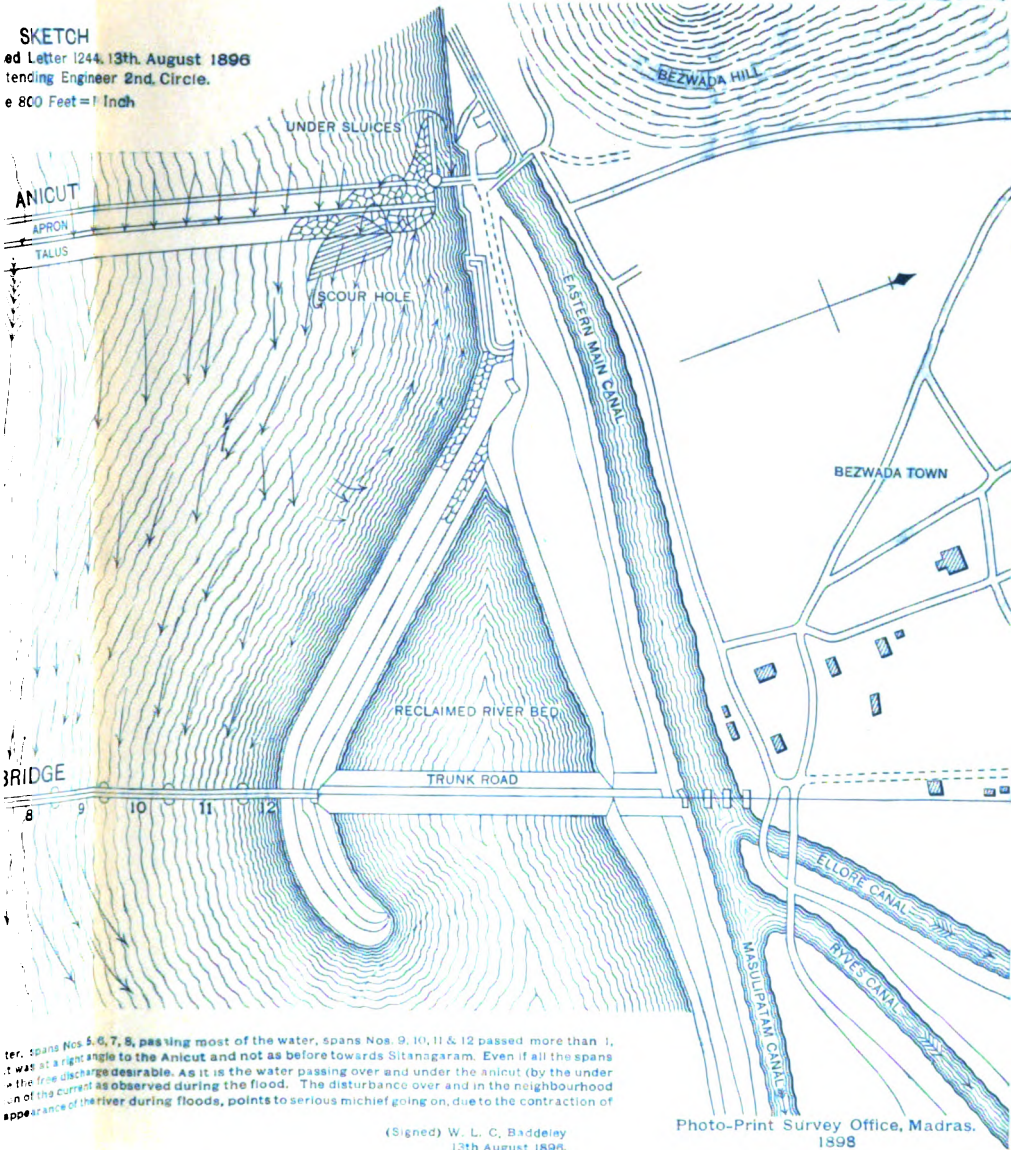 SKETCH
ed Letter 1244, 13th. August 1896
tending Engineer 2nd. Circle.
e 800 Feet = 1 Inch
BEZWADA HILL
UNDER SLUICES
ANICUT
APRON
TALUS
SCOUR HOLE
EASTERN MAIN CANAL
BEZWADA TOWN
RECLAIMED RIVER BED
BRIDGE
TRUNK ROAD
8 9 10 11 12
ELLORE CANAL
RYVES CANAL
MASULIPATAM CANAL
ter, spans Nos 5,6,7,8, passing most of the water, spans Nos. 9, 10, 11 & 12 passed more than 1,
t was at a right angle to the Anicut and not as before towards Sitanagaram. Even if all the spans
the free discharge desirable. As it is the water passing over and under the anicut (by the under
n of the current as observed during the flood. The disturbance over and in the neighbourhood
appearance of the river during floods, points to serious michief going on, due to the contraction of
(Signed) W. L. C. Baddeley
13th August 1896.
Photo-Print Survey Office, Madras.
1898